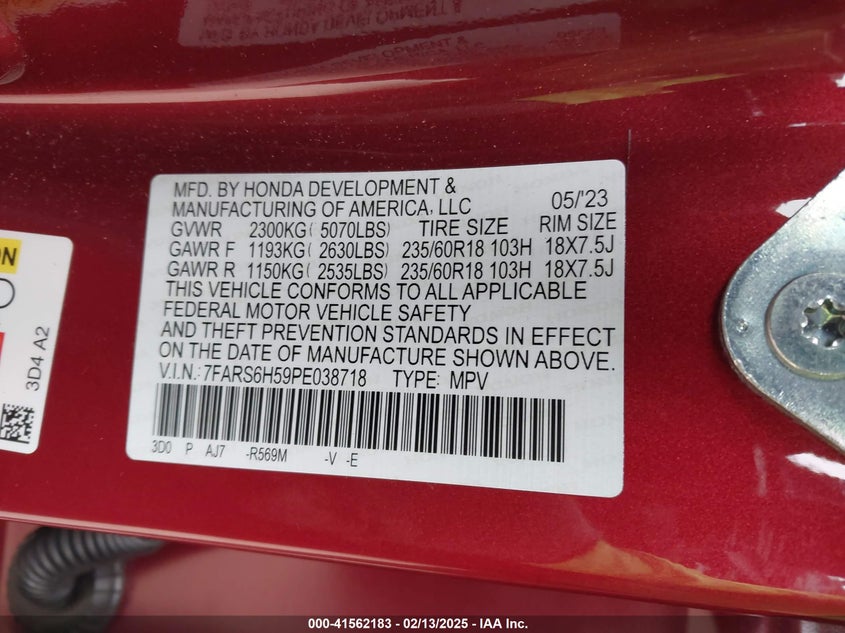 MFD. BY HONDA DEVELOPMENT &
MANUFACTURING OF AMERICA, LLC 05/'23
GVWR 2300KG( 5070LBS) TIRE SIZE RIM SIZE
GAWR F 1193KG( 2630LBS) 235/60R18 103H 18X7.5J
GAWR R 1150KG( 2535LBS) 235/60R18 103H 18X7.5J
THIS VEHICLE CONFORMS TO ALL APPLICABLE
FEDERAL MOTOR VEHICLE SAFETY
AND THEFT PREVENTION STANDARDS IN EFFECT
ON THE DATE OF MANUFACTURE SHOWN ABOVE.
V.I.N.:7FARS6H59PE038718 TYPE: MPV
3D0 P AJ7 -R569M -V -E
3D4 A2
000-41562183 - 02/13/2025 - IAA Inc.